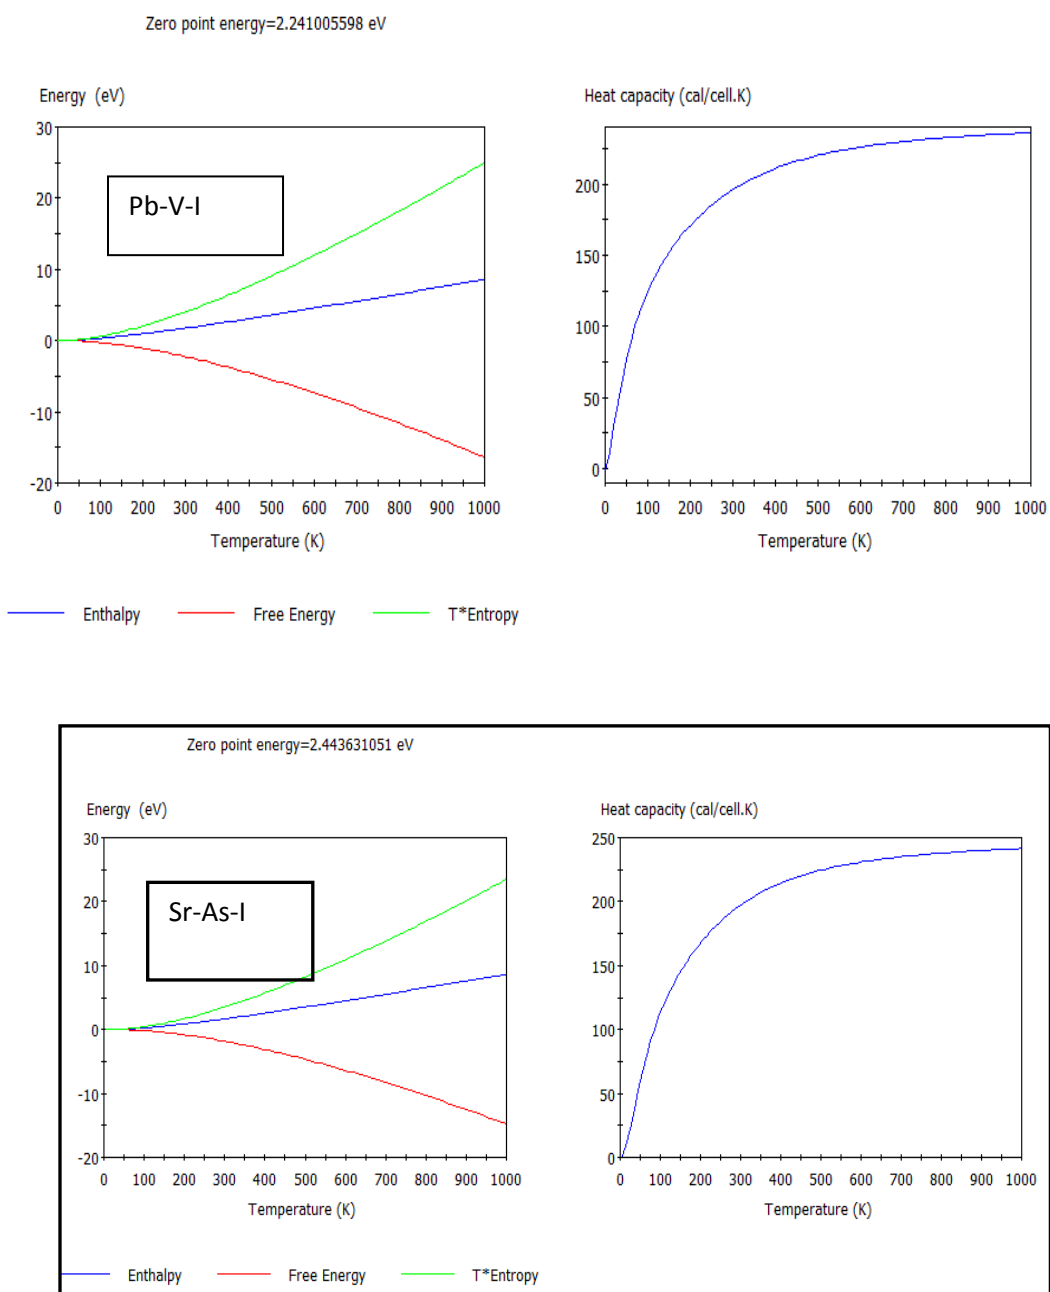 Zero point energy=2.241005598 eV
Energy (eV)
Heat capacity (cal/cell.K)
30
20
10
0
-10
-20
Pb-V-I
0 100 200 300 400 500 600 700 800 900 1000
Temperature (K)
200
150
100
50
0
0 100 200 300 400 500 600 700 800 900 1000
Temperature (K)
Enthalpy Free Energy T*Entropy
Zero point energy=2.443631051 eV
Energy (eV)
Heat capacity (cal/cell.K)
30
20
10
0
-10
-20
Sr-As-I
0 100 200 300 400 500 600 700 800 900 1000
Temperature (K)
250
200
150
100
50
0
0 100 200 300 400 500 600 700 800 900 1000
Temperature (K)
Enthalpy Free Energy T*Entropy